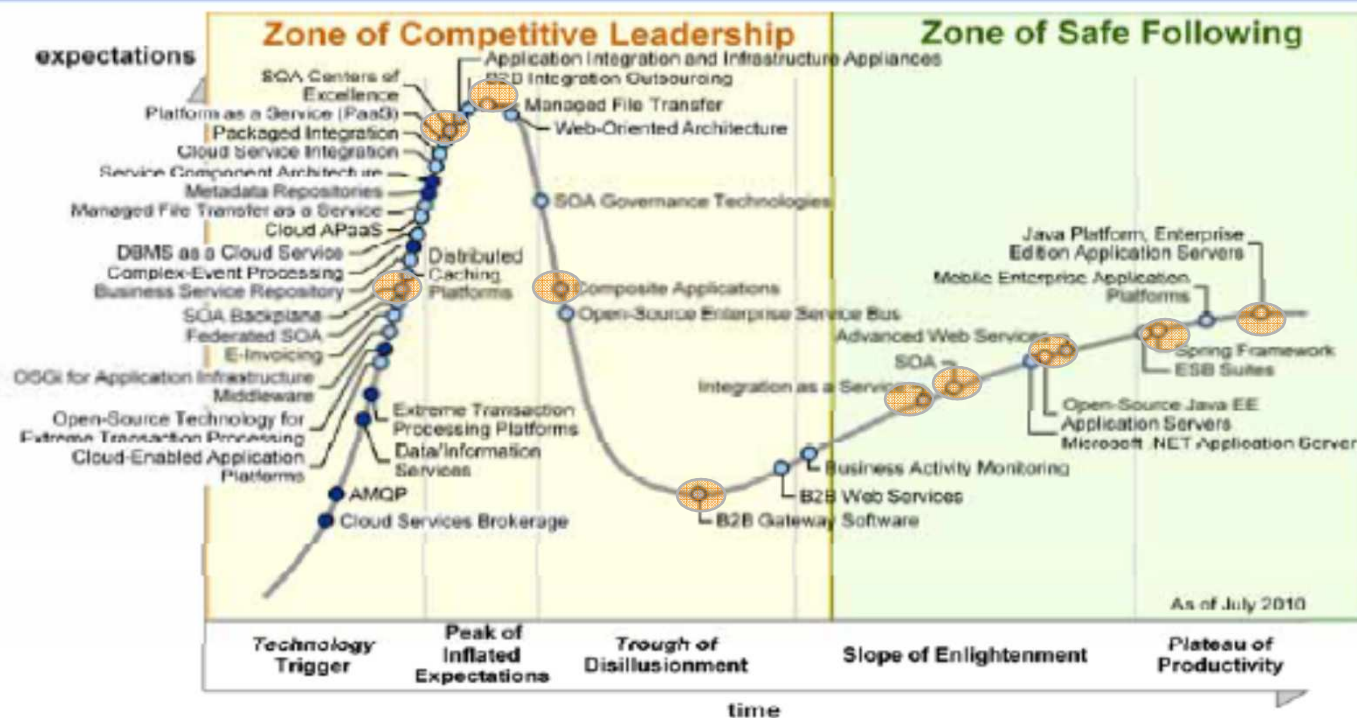 Zone of Competitive Leadership
Zone of Safe Following
expectations
Application Integration and Infrastructure Appliances
SOA Centers of
Excellence
B2B Integration Outsourcing
Platform as a Service (PaaS)
Managed File Transfer
Packaged Integration
Web-Oriented Architecture
Cloud Service Integration
Service Component Architecture
Metadata Repositories
SOA Governance Technologies
Managed File Transfer as a Service
Cloud APaaS
DBMS as a Cloud Service
Distributed
Caching
Platforms
Complex-Event Processing
Business Service Repository
Composite Applications
SOA Backplane
Open-Source Enterprise Service Bus
Federated SOA
E-Invoicing
OSGi for Application Infrastructure
Middleware
Open-Source Technology for
Extreme Transaction Processing
Cloud-Enabled Application
Platforms
Extreme Transaction
Processing Platforms
Data/Information
Services
AMQP
Cloud Services Brokerage
Java Platform, Enterprise
Edition Application Servers
Mobile Enterprise Application
Platforms
Advanced Web Services
SOA
Integration as a Service
Spring Framework
ESB Suites
Open-Source Java EE
Application Servers
Microsoft .NET Application Server
Business Activity Monitoring
B2B Web Services
B2B Gateway Software
As of July 2010
Technology
Trigger
Peak of
Inflated
Expectations
Trough of
Disillusionment
Slope of Enlightenment
Plateau of
Productivity
time